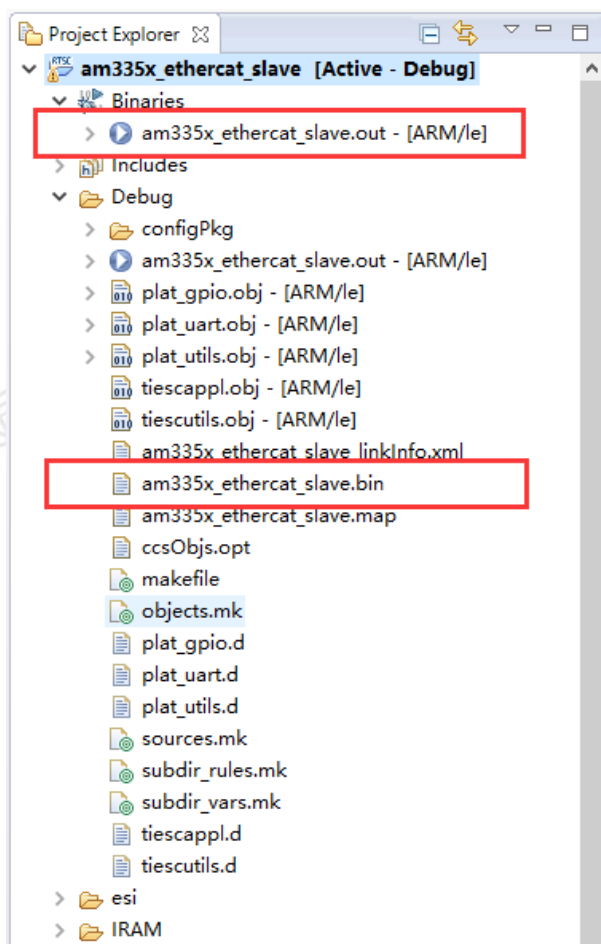 Project Explorer
am335x_ethercat_slave [Active - Debug]
Binaries
am335x_ethercat_slave.out - [ARM/le]
Includes
Debug
configPkg
am335x_ethercat_slave.out - [ARM/le]
plat_gpio.obj - [ARM/le]
plat_uart.obj - [ARM/le]
plat_utils.obj - [ARM/le]
tiescappl.obj - [ARM/le]
tiescutils.obj - [ARM/le]
am335x_ethercat_slave_linkInfo.xml
am335x_ethercat_slave.bin
am335x_ethercat_slave.map
ccsObjs.opt
makefile
objects.mk
plat_gpio.d
plat_uart.d
plat_utils.d
sources.mk
subdir_rules.mk
subdir_vars.mk
tiescappl.d
tiescutils.d
esi
IRAM